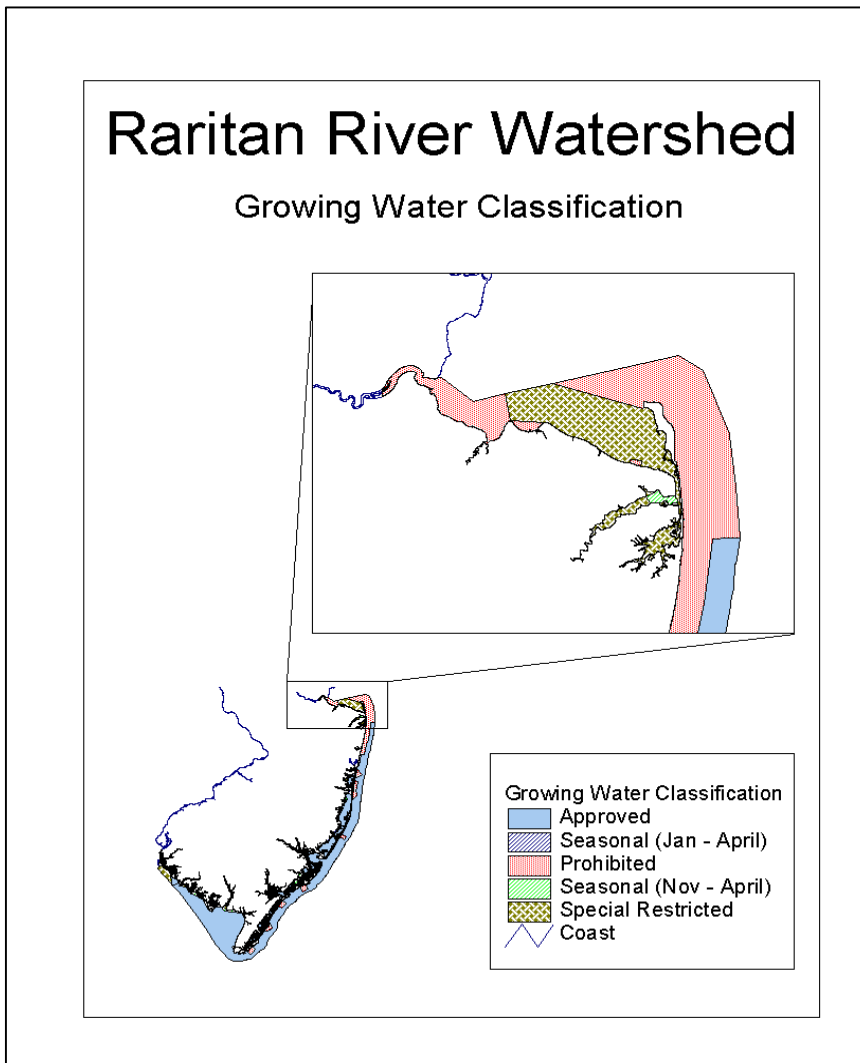 Raritan River Watershed
Growing Water Classification
Growing Water Classification
Approved
Seasonal (Jan - April)
Prohibited
Seasonal (Nov - April)
Special Restricted
Coast